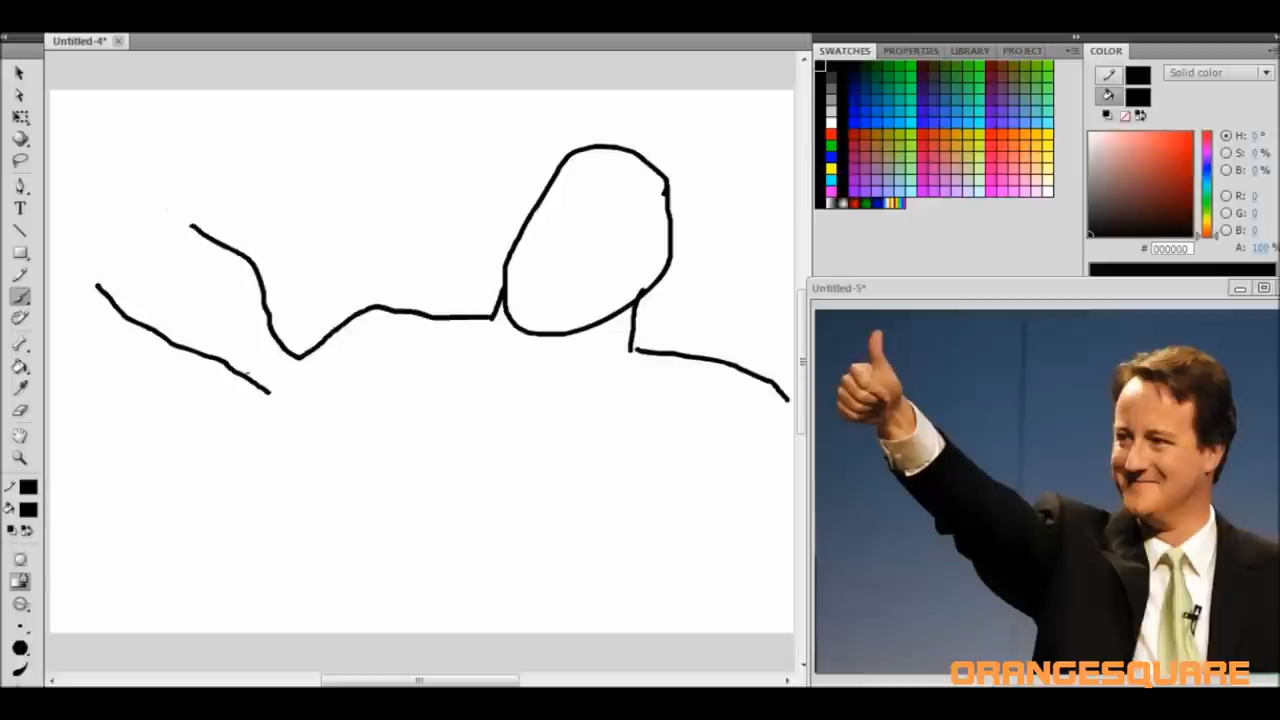 Untitled-4*
SWATCHES PROPERTIES LIBRARY PROJECT
COLOR
Solid color
H: 0 °
S: 0 %
B: 0 %
R: 0
G: 0
B: 0
# 000000
A: 100 %
Untitled-5*
T
ORANGESQUARE